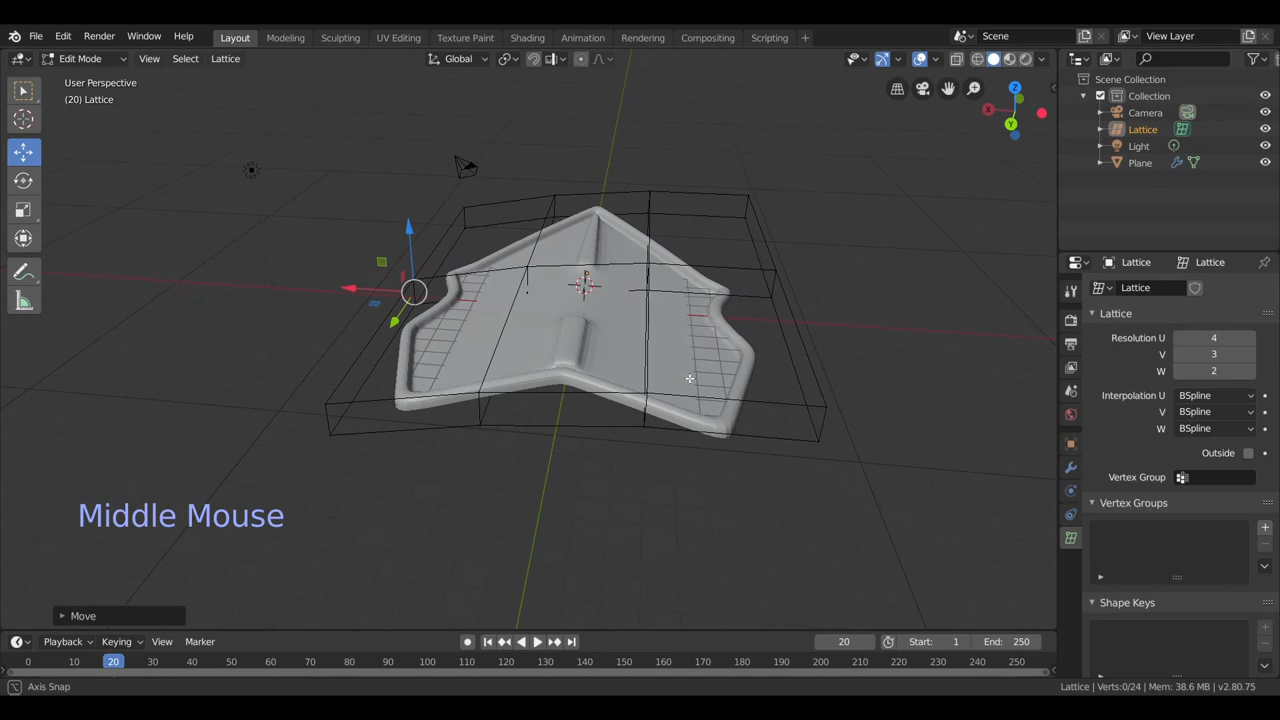 File Edit Render Window Help Layout Modeling Sculpting UV Editing Texture Paint Shading Animation Rendering Compositing Scripting + Scene View Layer
Edit Mode View Select Lattice Global
User Perspective
(20) Lattice
Z
X
Y
Scene Collection
Collection
Camera
Lattice
Light
Plane
Lattice Lattice
Lattice
Lattice
Resolution U 4
V 3
W 2
Interpolation U BSpline
V BSpline
W BSpline
Outside
Vertex Group
Vertex Groups
Shape Keys
Middle Mouse
Move
Playback Keying View Marker 20 Start: 1 End: 250
0 10 20 30 40 50 60 70 80 90 100 110 120 130 140 150 160 170 180 190 200 210 220 230 240 250
Axis Snap
Lattice | Verts:0/24 | Mem: 38.6 MB | v2.80.75